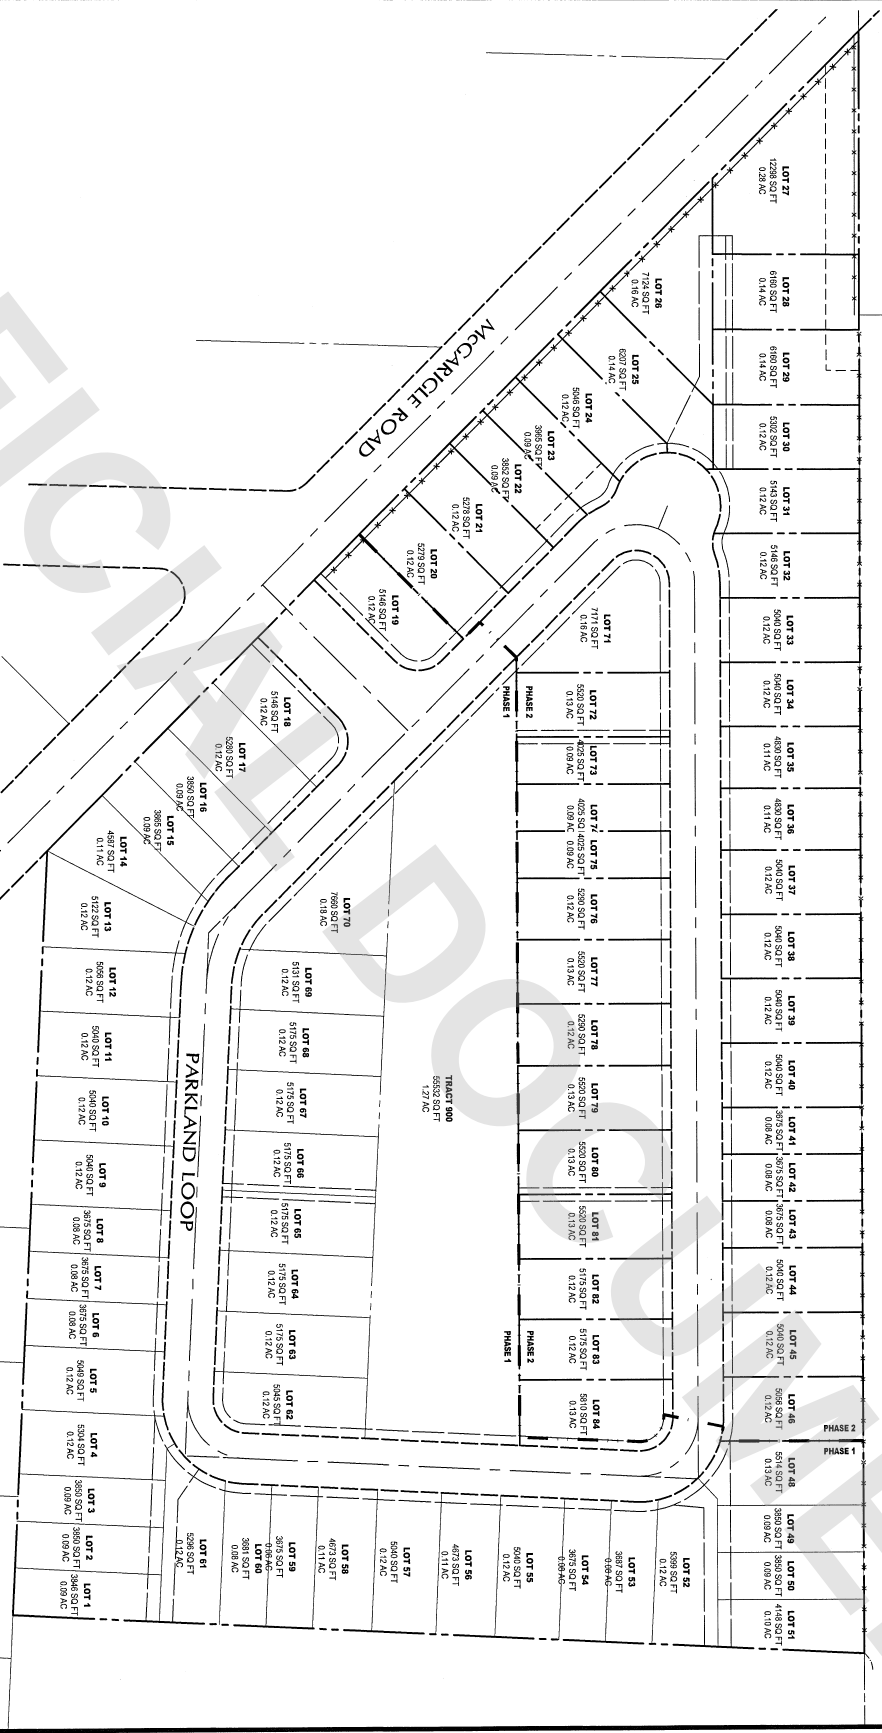 LOT 27
12298 SQ FT
0.28 AC
LOT 28
6160 SQ FT
0.14 AC
LOT 29
6160 SQ FT
0.14 AC
LOT 30
5302 SQ FT
0.12 AC
LOT 31
5143 SQ FT
0.12 AC
LOT 32
5146 SQ FT
0.12 AC
LOT 33
5040 SQ FT
0.12 AC
LOT 34
5040 SQ FT
0.12 AC
LOT 35
4830 SQ FT
0.11 AC
LOT 36
4830 SQ FT
0.11 AC
LOT 37
5040 SQ FT
0.12 AC
LOT 38
5040 SQ FT
0.12 AC
LOT 39
5040 SQ FT
0.12 AC
LOT 40
5040 SQ FT
0.12 AC
LOT 41
3675 SQ FT
0.08 AC
LOT 42
3675 SQ FT
0.08 AC
LOT 43
3675 SQ FT
0.08 AC
LOT 44
5040 SQ FT
0.12 AC
LOT 45
5040 SQ FT
0.12 AC
LOT 46
5056 SQ FT
0.12 AC
PHASE 2
PHASE 1
LOT 48
5514 SQ FT
0.13 AC
LOT 49
3850 SQ FT
0.09 AC
LOT 50
3850 SQ FT
0.09 AC
LOT 51
4148 SQ FT
0.10 AC
LOT 26
7124 SQ FT
0.16 AC
LOT 25
6207 SQ FT
0.14 AC
LOT 24
5046 SQ FT
0.12 AC
LOT 23
3965 SQ FT
0.09 AC
LOT 22
3852 SQ FT
0.09 AC
LOT 21
5278 SQ FT
0.12 AC
LOT 20
5279 SQ FT
0.12 AC
LOT 19
5146 SQ FT
0.12 AC
McGARIGLE ROAD
LOT 71
7171 SQ FT
0.16 AC
LOT 72
5520 SQ FT
0.13 AC
LOT 73
4025 SQ FT
0.09 AC
LOT 74
4025 SQ FT
0.09 AC
LOT 75
4025 SQ FT
0.09 AC
LOT 76
5290 SQ FT
0.12 AC
LOT 77
5520 SQ FT
0.13 AC
LOT 78
5290 SQ FT
0.12 AC
LOT 79
5520 SQ FT
0.13 AC
LOT 80
5520 SQ FT
0.13 AC
LOT 81
5520 SQ FT
0.13 AC
LOT 82
5175 SQ FT
0.12 AC
LOT 83
5175 SQ FT
0.12 AC
LOT 84
5810 SQ FT
0.13 AC
PHASE 2
PHASE 1
PHASE 2
PHASE 1
LOT 52
5399 SQ FT
0.12 AC
LOT 53
3687 SQ FT
0.08 AC
LOT 54
3675 SQ FT
0.08 AC
LOT 55
5040 SQ FT
0.12 AC
LOT 56
4673 SQ FT
0.11 AC
LOT 57
5040 SQ FT
0.12 AC
LOT 58
4673 SQ FT
0.11 AC
LOT 59
3675 SQ FT
0.08 AC
LOT 60
3681 SQ FT
0.08 AC
LOT 61
5296 SQ FT
0.12 AC
TRACT 900
55532 SQ FT
1.27 AC
LOT 70
7660 SQ FT
0.18 AC
LOT 69
5131 SQ FT
0.12 AC
LOT 68
5175 SQ FT
0.12 AC
LOT 67
5175 SQ FT
0.12 AC
LOT 66
5175 SQ FT
0.12 AC
LOT 65
5175 SQ FT
0.12 AC
LOT 64
5175 SQ FT
0.12 AC
LOT 63
5175 SQ FT
0.12 AC
LOT 62
5045 SQ FT
0.12 AC
PARKLAND LOOP
LOT 18
5146 SQ FT
0.12 AC
LOT 17
5280 SQ FT
0.12 AC
LOT 16
3850 SQ FT
0.09 AC
LOT 15
3865 SQ FT
0.09 AC
LOT 14
4567 SQ FT
0.11 AC
LOT 13
5122 SQ FT
0.12 AC
LOT 12
5056 SQ FT
0.12 AC
LOT 11
5040 SQ FT
0.12 AC
LOT 10
5040 SQ FT
0.12 AC
LOT 9
5040 SQ FT
0.12 AC
LOT 8
3675 SQ FT
0.08 AC
LOT 7
3675 SQ FT
0.08 AC
LOT 6
3675 SQ FT
0.08 AC
LOT 5
5049 SQ FT
0.12 AC
LOT 4
5304 SQ FT
0.12 AC
LOT 3
3850 SQ FT
0.09 AC
LOT 2
3850 SQ FT
0.09 AC
LOT 1
3846 SQ FT
0.09 AC